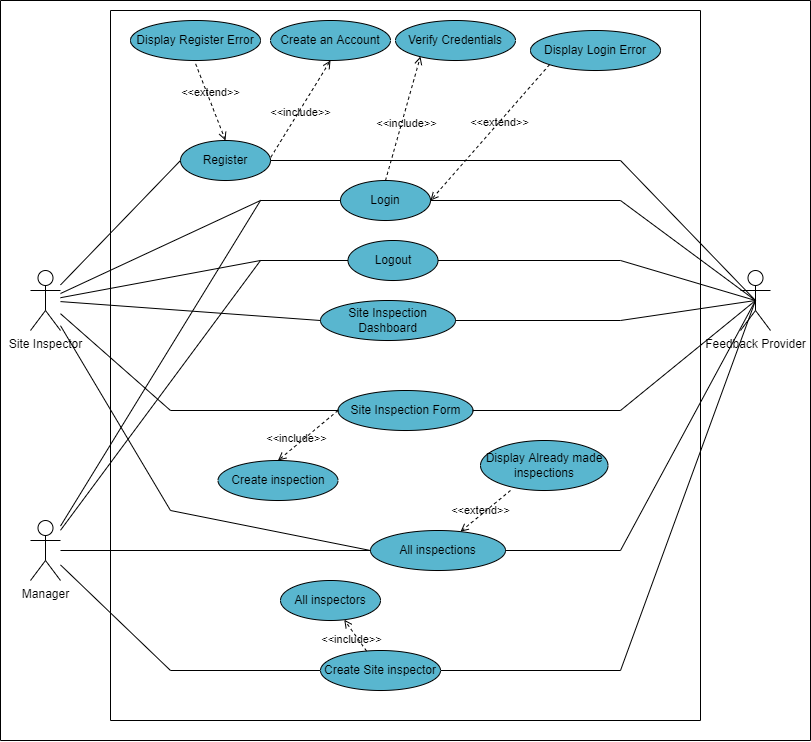 Display Register Error
Create an Account
Verify Credentials
Display Login Error
<<extend>>
<<include>>
<<include>>
<<extend>>
Register
Login
Logout
Site Inspection
Dashboard
Site Inspector
Feedback Provider
Site Inspection Form
<<include>>
Display Already made
inspections
Create inspection
<<extend>>
All inspections
Manager
All inspectors
<<include>>
Create Site inspector